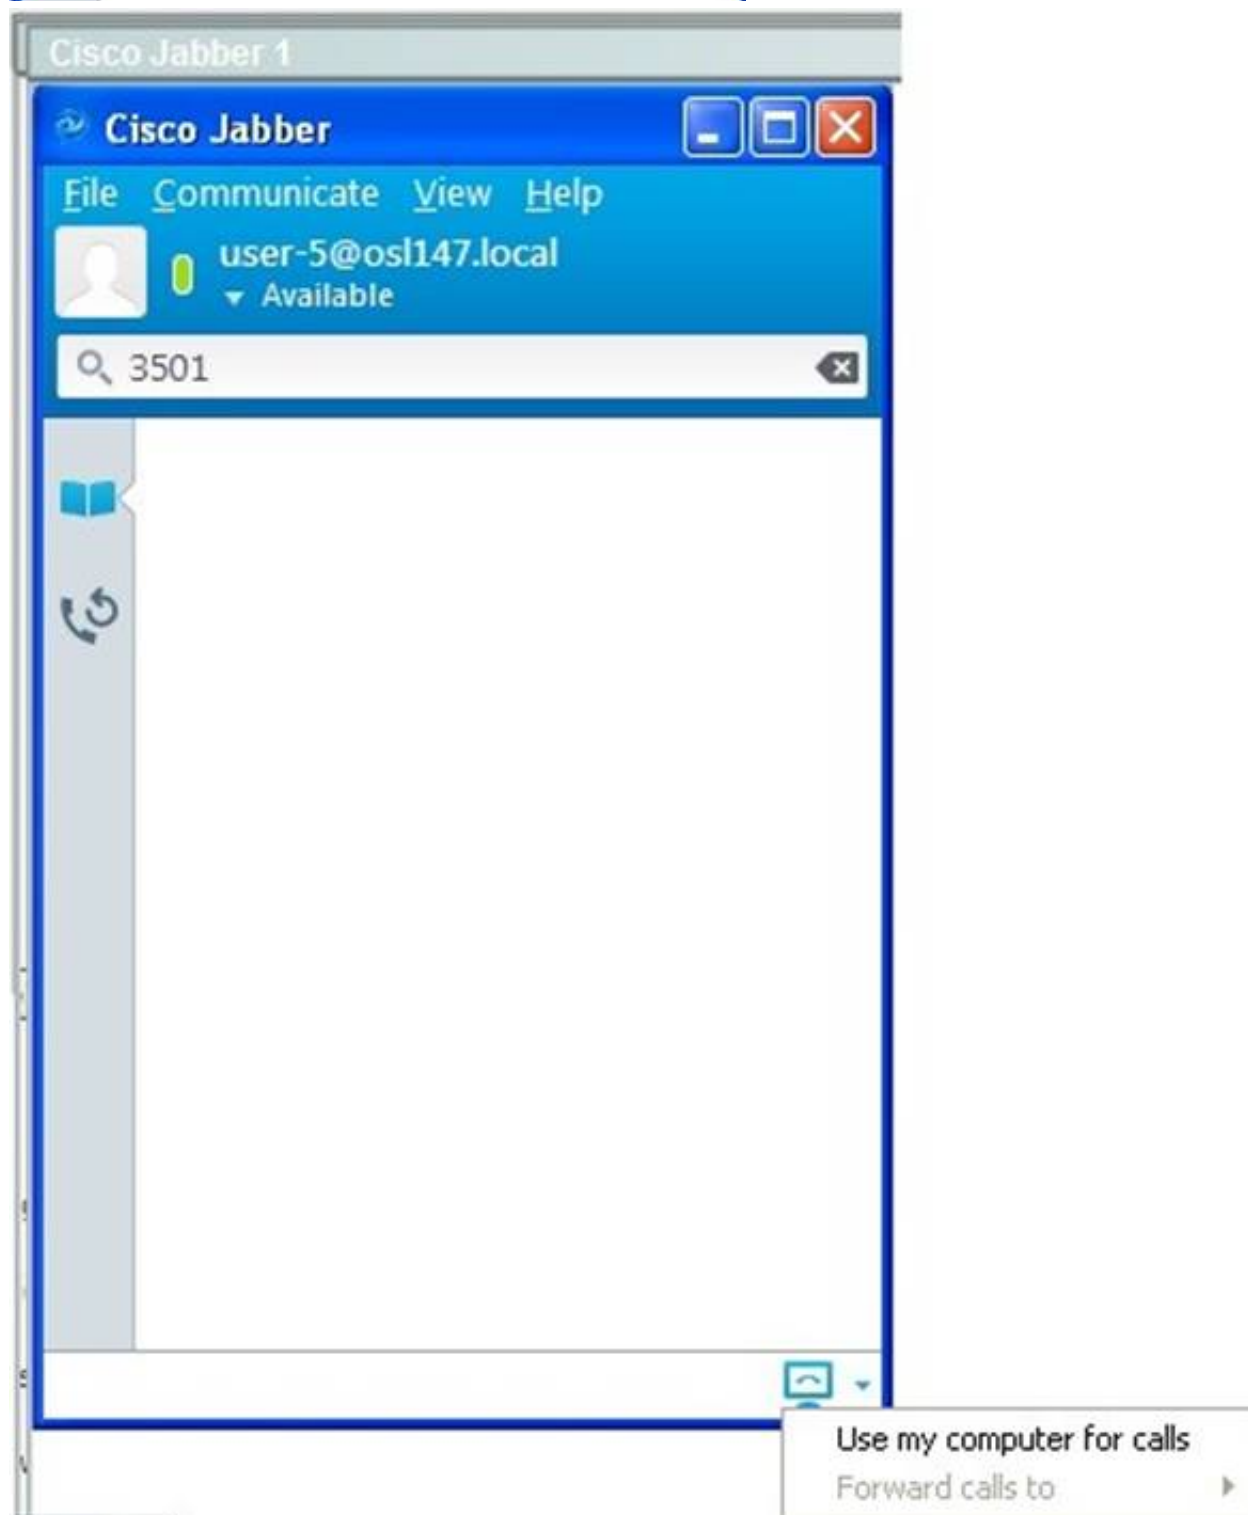 Cisco Jabber 1
Cisco Jabber
File Communicate View Help
user-5@osl147.local
Available
3501
Use my computer for calls
Forward calls to